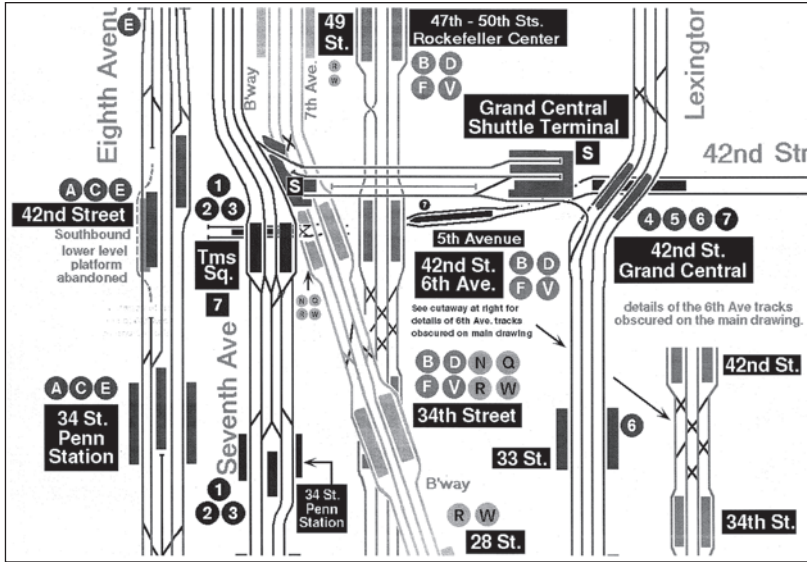 E
Eighth Avenu
B'way
7th Ave.
49
St.
R
W
47th - 50th Sts.
Rockefeller Center
B D
F V
Lexington
Grand Central
Shuttle Terminal
S
42nd Str
A C E
42nd Street
Southbound
lower level
platform
abandoned
1
2 3
S
Tms
Sq.
7
7
5th Avenue
42nd St.
6th Ave.
B D
F V
4 5 6 7
42nd St.
Grand Central
N Q
R W
See cutaway at right for
details of 6th Ave. tracks
obscured on main drawing
details of the 6th Ave tracks
obscured on the main drawing.
B D N Q
F V R W
34th Street
42nd St.
A C E
34 St.
Penn
Station
Seventh Ave
1
2 3
34 St.
Penn
Station
B'way
R W
28 St.
33 St.
6
34th St.